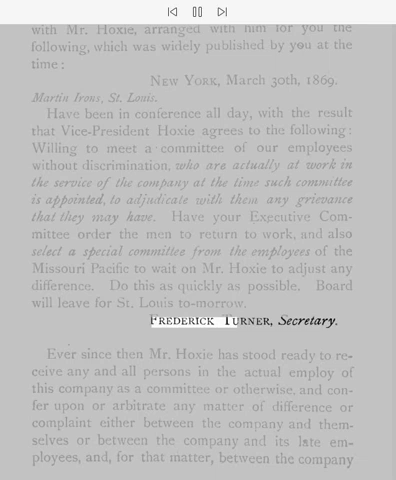 with Mr. Hoxie, arranged with him for you the
following, which was widely published by you at the
time:
NEW YORK, March 30th, 1869.
Martin Irous, St. Louis.
Have been in conference all day, with the result
that Vice-President Hoxie agrees to the following:
Willing to meet a committee of our employees
without discrimination, who are actually at work in
the service of the company at the time such committee
is appointed, to adjudicate with them any grievance
that they may have. Have your Executive Com-
mittee order the men to return to work, and also
select a special committee from the employees of the
Missouri Pacific to wait on Mr. Hoxie to adjust any
difference. Do this as quickly as possible. Board
will leave for St. Louis to-morrow.
FREDERICK TURNER, Secretary.
Ever since then Mr. Hoxie has stood ready to re-
ceive any and all persons in the actual employ of
this company as a committee or otherwise, and con-
fer upon or arbitrate any matter of difference or
complaint either between the company and them-
selves or between the company and its late em-
ployees, and, for that matter, between the company